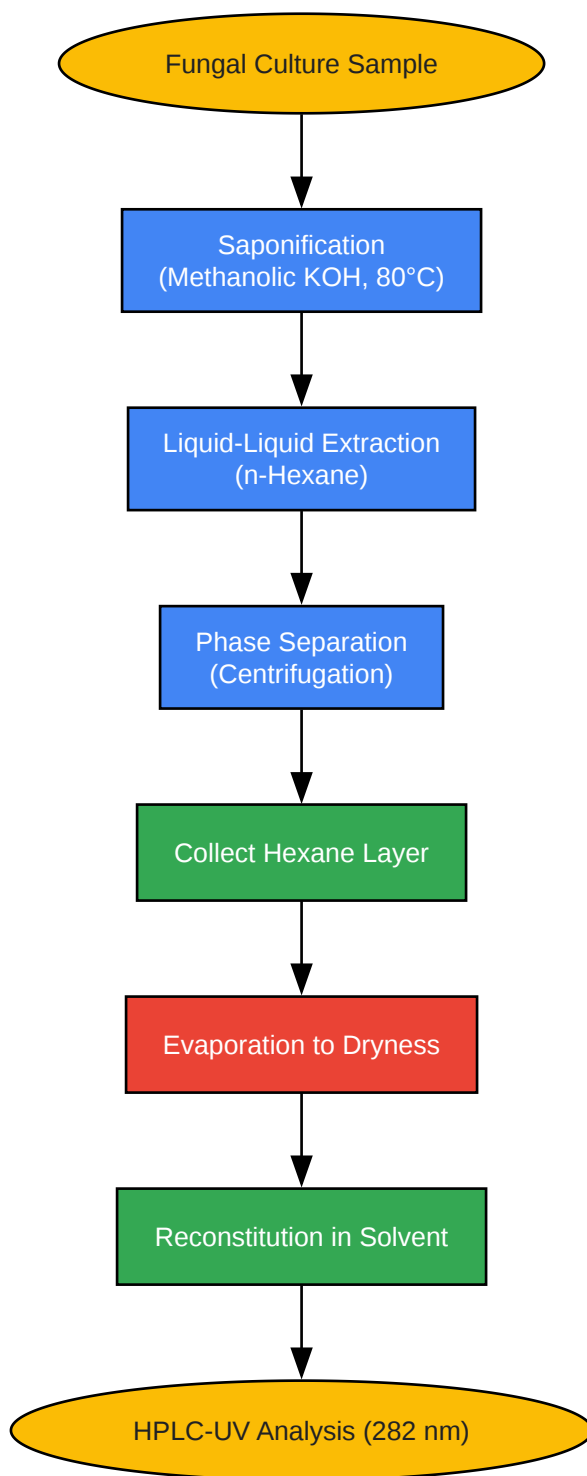 Fungal Culture Sample
Saponification
(Methanolic KOH, 80°C)
Liquid-Liquid Extraction
(n-Hexane)
Phase Separation
(Centrifugation)
Collect Hexane Layer
Evaporation to Dryness
Reconstitution in Solvent
HPLC-UV Analysis (282 nm)